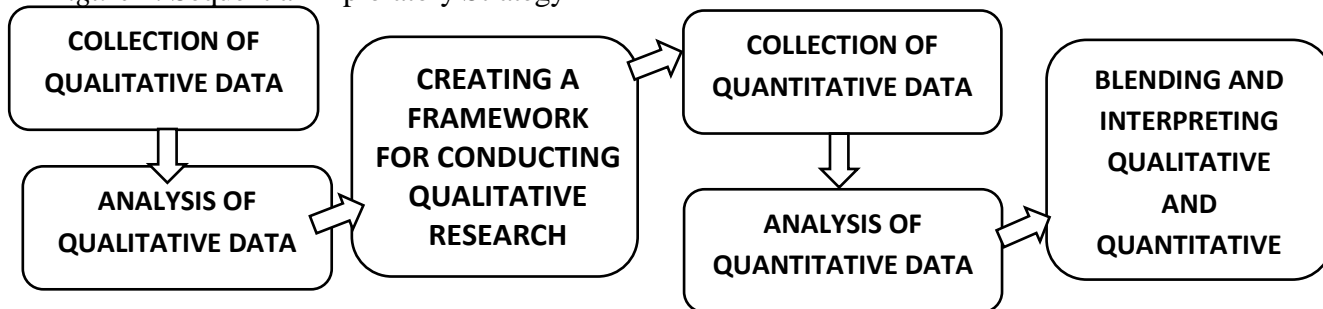 COLLECTION OF
QUALITATIVE DATA
ANALYSIS OF
QUALITATIVE DATA
CREATING A
FRAMEWORK
FOR CONDUCTING
QUALITATIVE
RESEARCH
COLLECTION OF
QUANTITATIVE DATA
ANALYSIS OF
QUANTITATIVE DATA
BLENDING AND
INTERPRETING
QUALITATIVE
AND
QUANTITATIVE